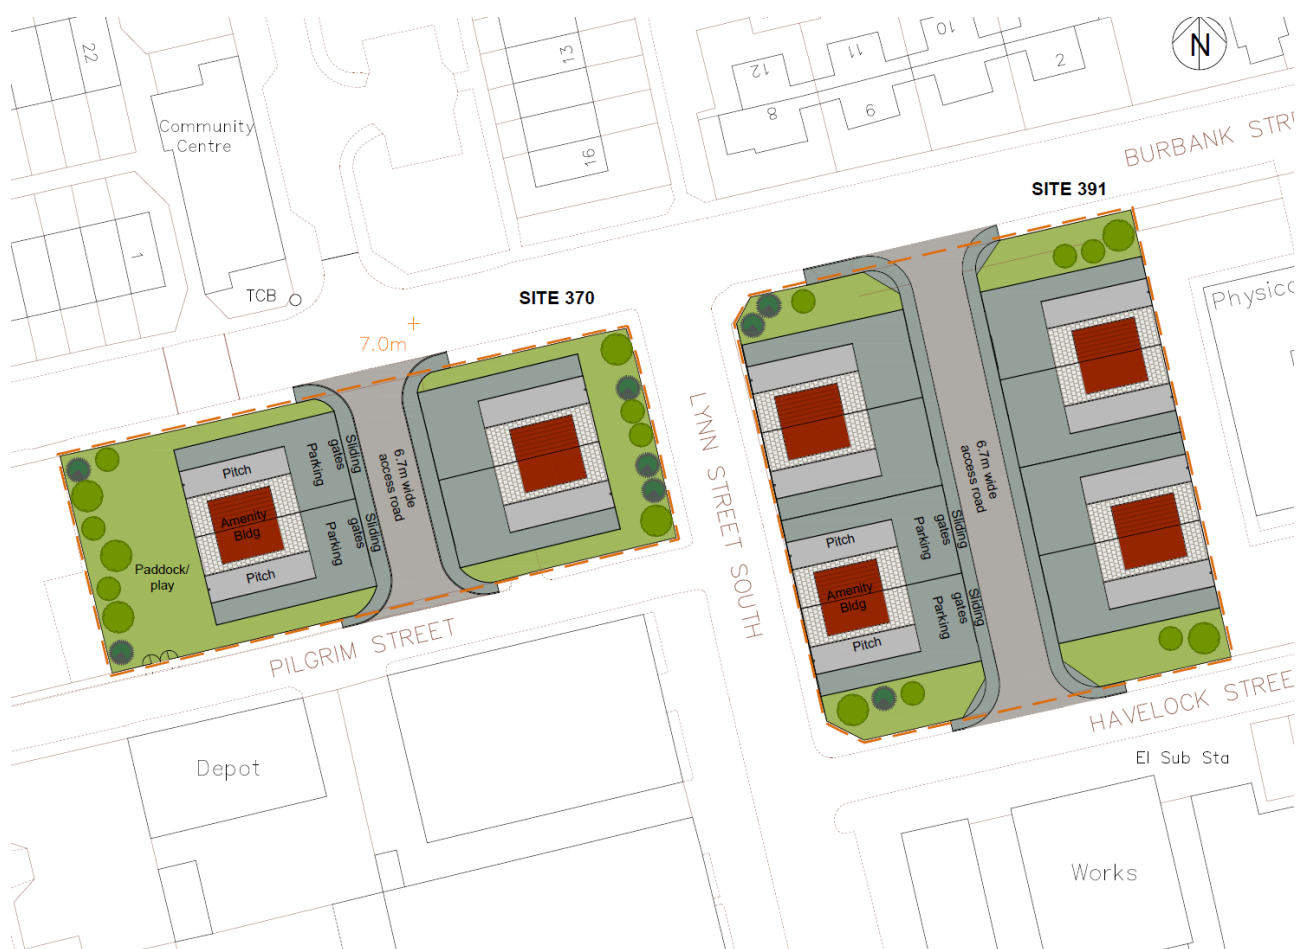 22
13
16
12
11
10
2
8
9
N
Community
Centre
BURBANK STRE
SITE 391
1
TCB
SITE 370
7.0m
Physico
LYNN STREET SOUTH
Pitch
Parking
Sliding
gates
6.7m wide
access road
Amenity
Bldg
Parking
Sliding
gates
Pitch
Paddock/
play
6.7m wide
access road
Pitch
Parking
Sliding
gates
Amenity
Bldg
Parking
Sliding
gates
Pitch
PILGRIM STREET
HAVELOCK STREE
El Sub Sta
Depot
Works